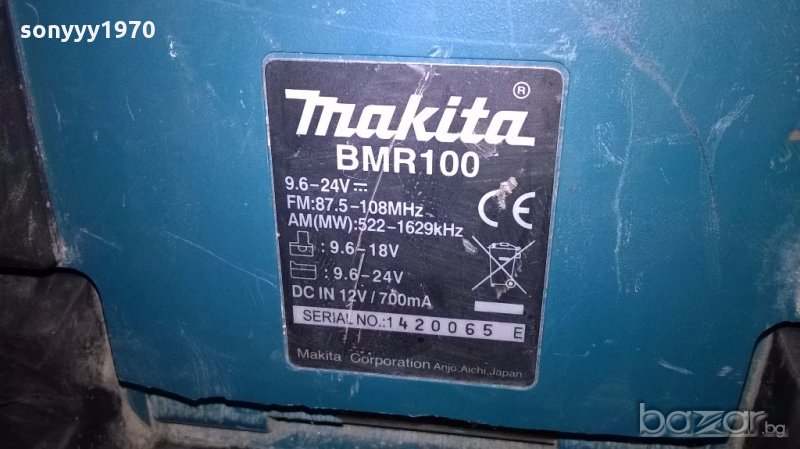 sonyyy1970
makita®
BMR100
9.6-24V⎓
FM:87.5-108MHz
AM(MW):522-1629kHz
CE
:9.6-18V
:9.6-24V
DC IN 12V/700mA
SERIAL NO.:1420065 E
Makita Corporation Anjo,Aichi,Japan
bazar.bg